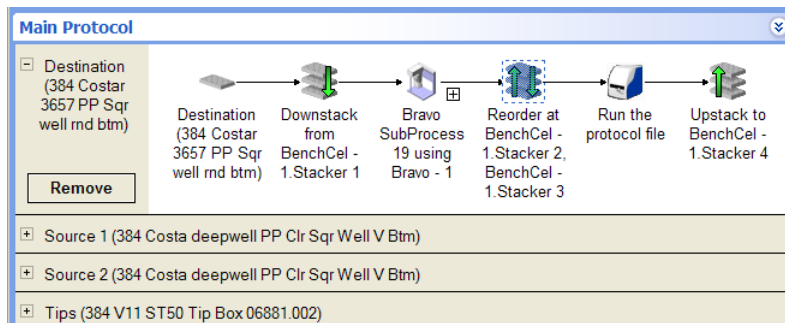 Main Protocol
Destination
(384 Costar
3657 PP Sqr
well rnd btm)
Remove
Destination
(384 Costar
3657 PP Sqr
well rnd btm)
Downstack
from
BenchCel -
1.Stacker 1
Bravo
SubProcess
19 using
Bravo - 1
Reorder at
BenchCel -
1.Stacker 2,
BenchCel -
1.Stacker 3
Run the
protocol file
Upstack to
BenchCel -
1.Stacker 4
Source 1 (384 Costa deepwell PP Clr Sqr Well V Btm)
Source 2 (384 Costa deepwell PP Clr Sqr Well V Btm)
Tips (384 V11 ST50 Tip Box 06881.002)